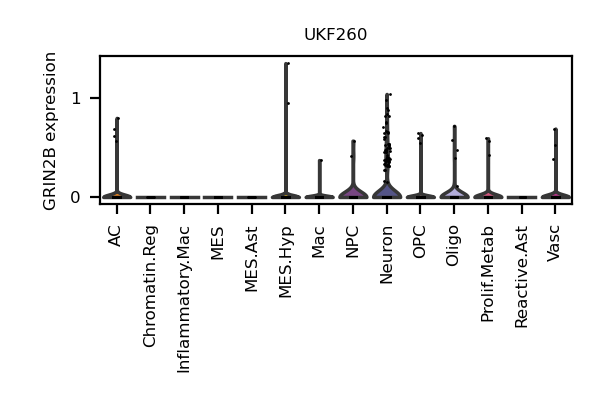 UKF260
GRIN2B expression
1
0
AC
Chromatin.Reg
Inflammatory.Mac
MES
MES.Ast
MES.Hyp
Mac
NPC
Neuron
OPC
Oligo
Prolif.Metab
Reactive.Ast
Vasc